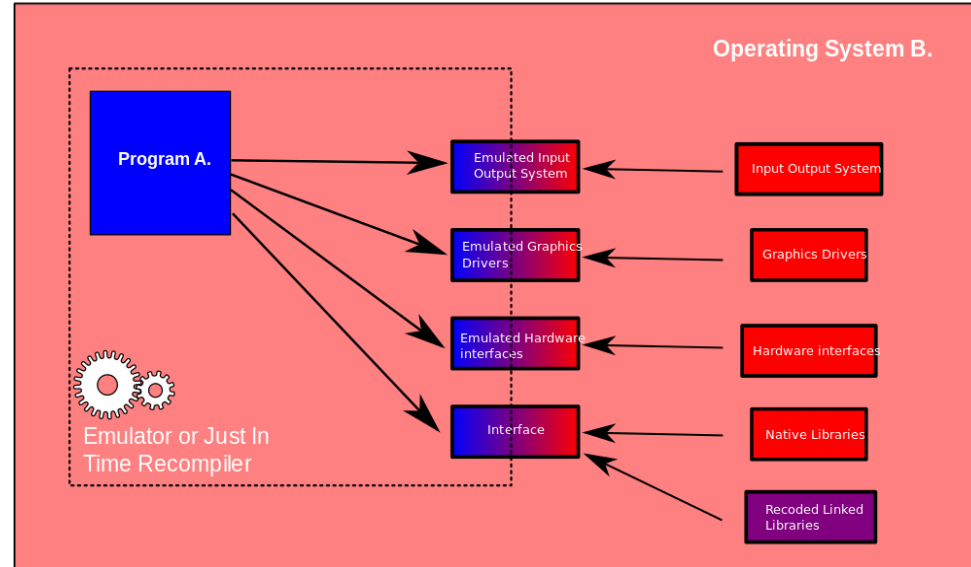 Operating System B.
Program A.
Emulated Input
Output System
Input Output System
Emulated Graphics
Drivers
Graphics Drivers
Emulated Hardware
interfaces
Hardware interfaces
Interface
Native Libraries
Emulator or Just In
Time Recompiler
Recoded Linked
Libraries